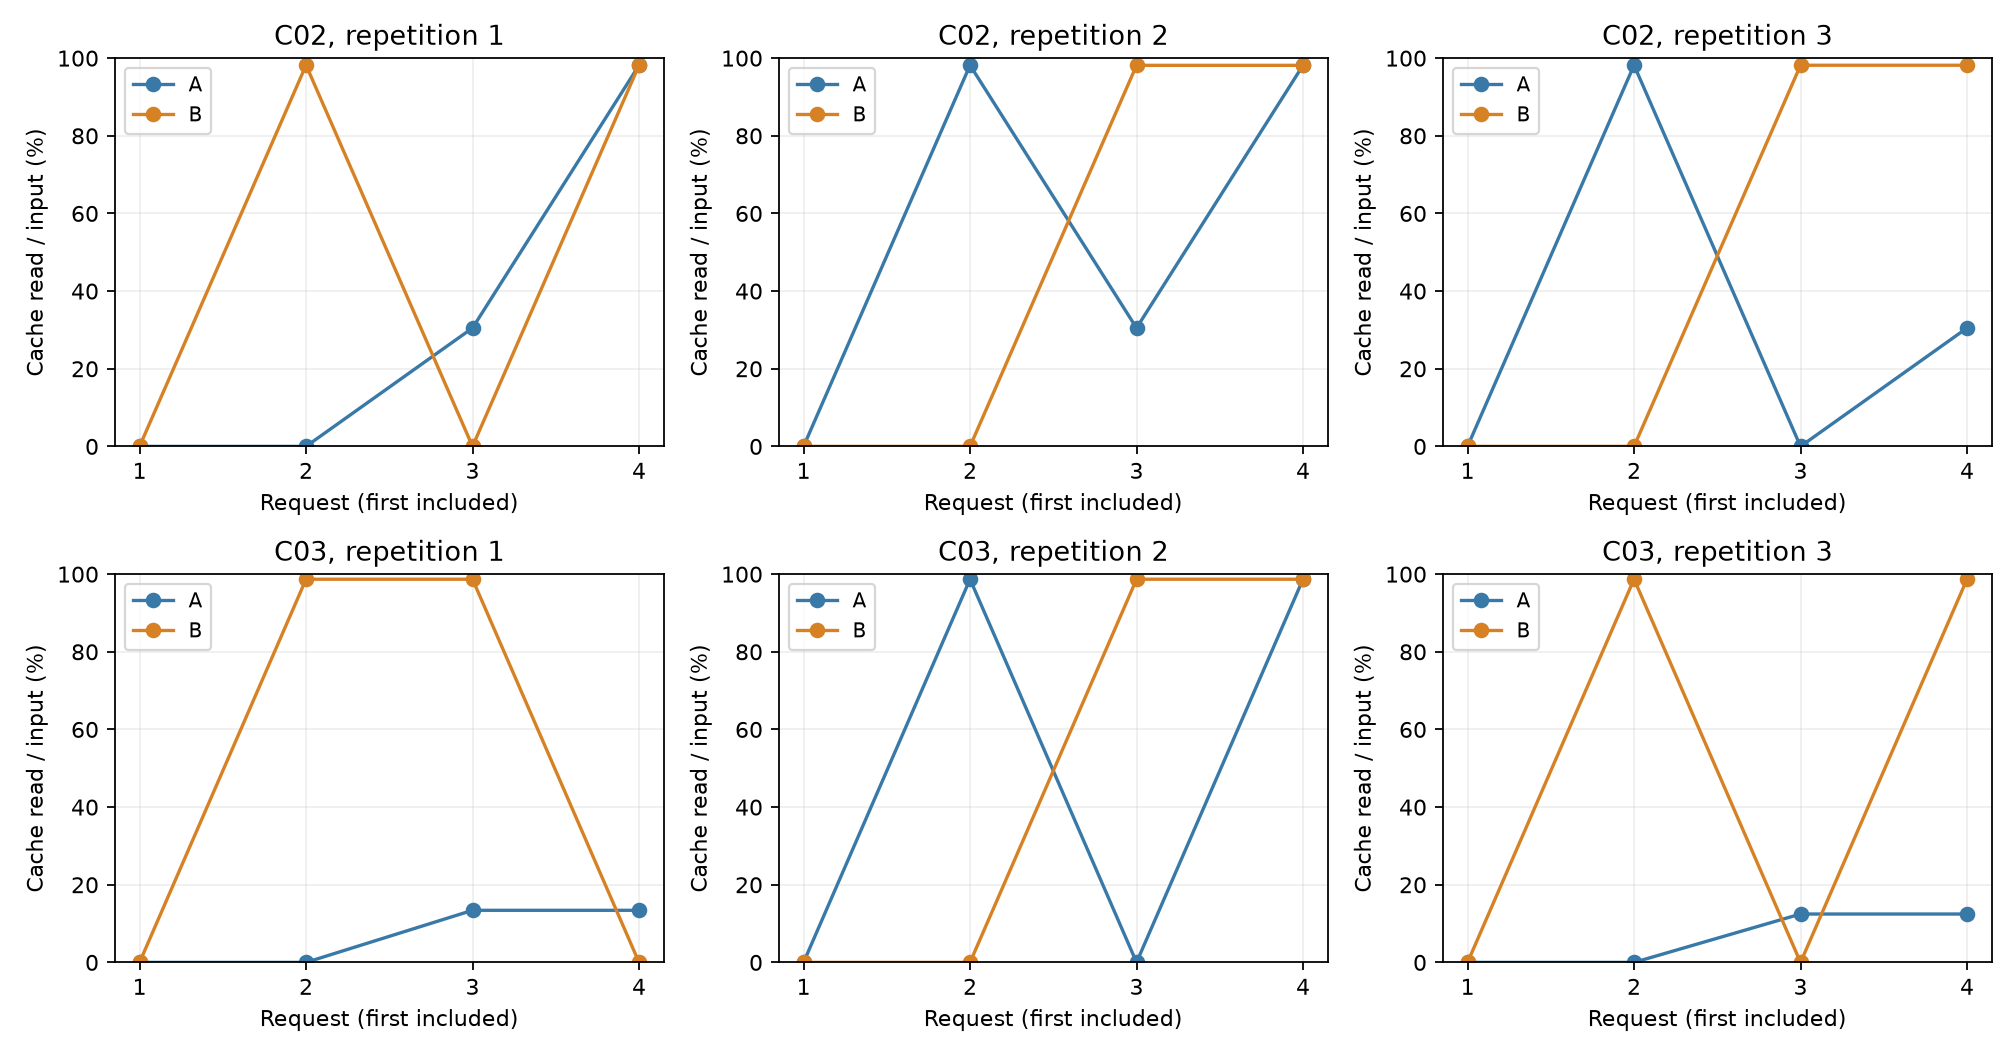 C02, repetition 1
C02, repetition 2
C02, repetition 3
Cache read / input (%)
100
80
60
40
20
0
A
B
1 2 3 4
Request (first included)
Cache read / input (%)
100
80
60
40
20
0
A
B
1 2 3 4
Request (first included)
Cache read / input (%)
100
80
60
40
20
0
A
B
1 2 3 4
Request (first included)
C03, repetition 1
C03, repetition 2
C03, repetition 3
Cache read / input (%)
100
80
60
40
20
0
A
B
1 2 3 4
Request (first included)
Cache read / input (%)
100
80
60
40
20
0
A
B
1 2 3 4
Request (first included)
Cache read / input (%)
100
80
60
40
20
0
A
B
1 2 3 4
Request (first included)